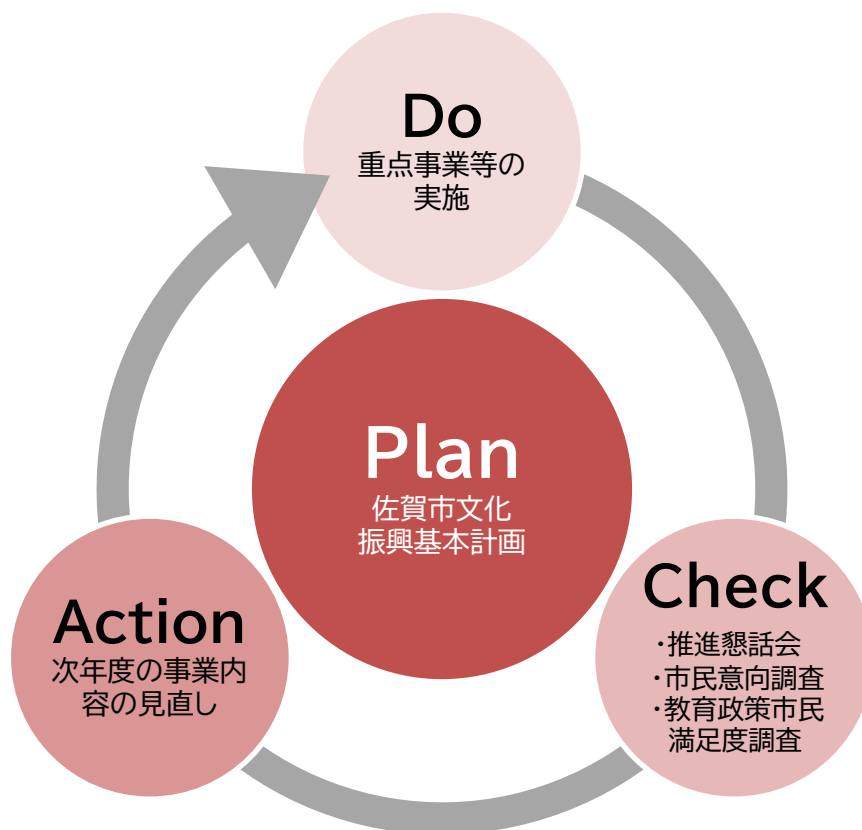 Do
重点事業等の
実施
Plan
佐賀市文化
振興基本計画
Check
・推進懇話会
・市民意向調査
・教育政策市民
満足度調査
Action
次年度の事業内
容の見直し